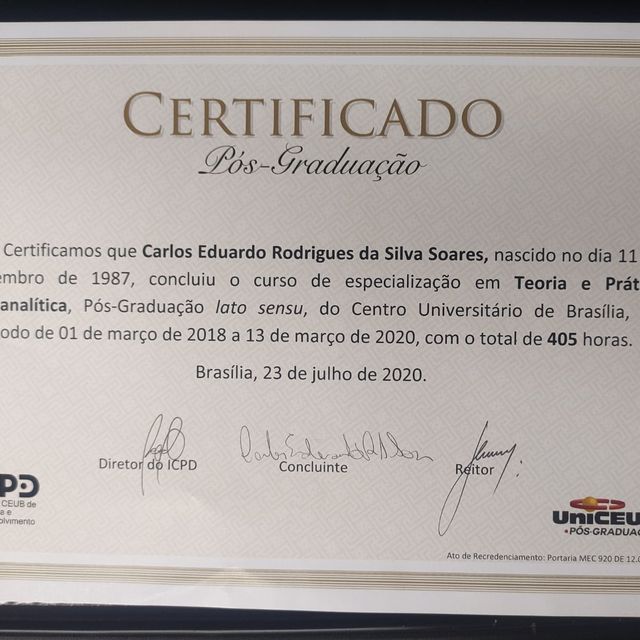 CERTIFICADO
Pós-Graduação
Certificamos que Carlos Eduardo Rodrigues da Silva Soares, nascido no dia 11
embro de 1987, concluiu o curso de especialização em Teoria e Prát
analítica, Pós-Graduação lato sensu, do Centro Universitário de Brasília,
odo de 01 de março de 2018 a 13 de março de 2020, com o total de 405 horas.
Brasília, 23 de julho de 2020.
Diretor do ICPD
Concluinte
Reitor
PD
CEUB de
a e
olvimento
UniCEU
•PÓS-GRADUAÇ
Ato de Recredenciamento: Portaria MEC 920 DE 12.0